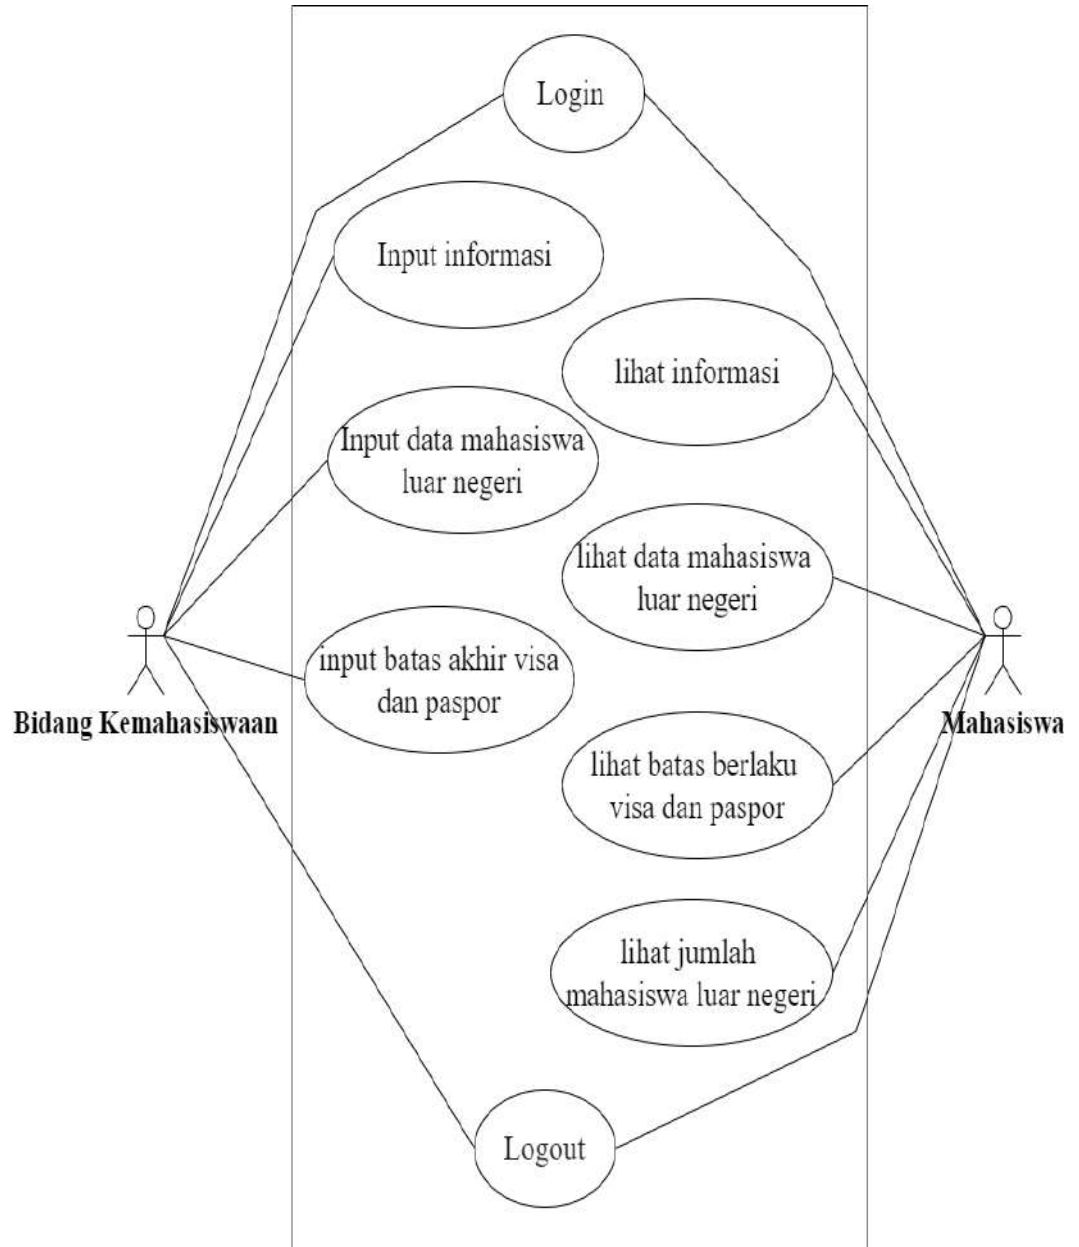 Login
Input informasi
lihat informasi
Input data mahasiswa
luar negeri
lihat data mahasiswa
luar negeri
input batas akhir visa
dan paspor
Bidang Kemahasiswaan
Mahasiswa
lihat batas berlaku
visa dan paspor
lihat jumlah
mahasiswa luar negeri
Logout